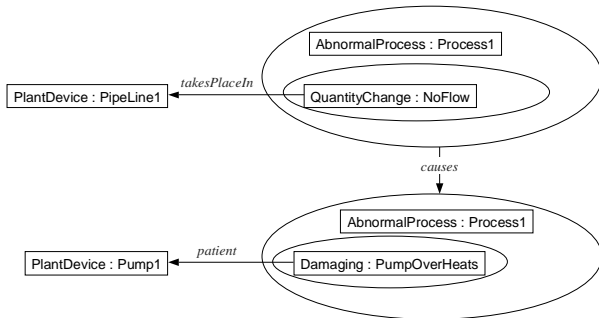 AbnormalProcess : Process1
takesPlaceIn
PlantDevice : PipeLine1
QuantityChange : NoFlow
causes
AbnormalProcess : Process1
patient
PlantDevice : Pump1
Damaging : PumpOverHeats